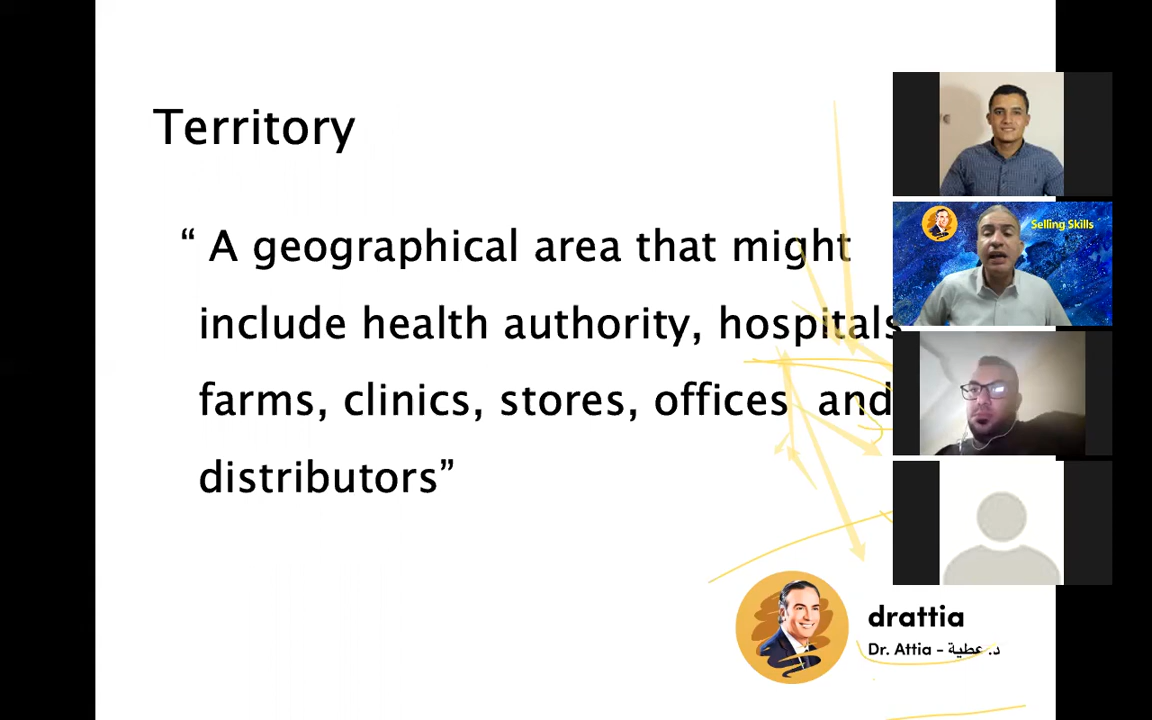 Territory
“ A geographical area that might
include health authority, hospitals
farms, clinics, stores, offices and
distributors”
Selling Skills
drattia
Dr. Attia - د. عطية